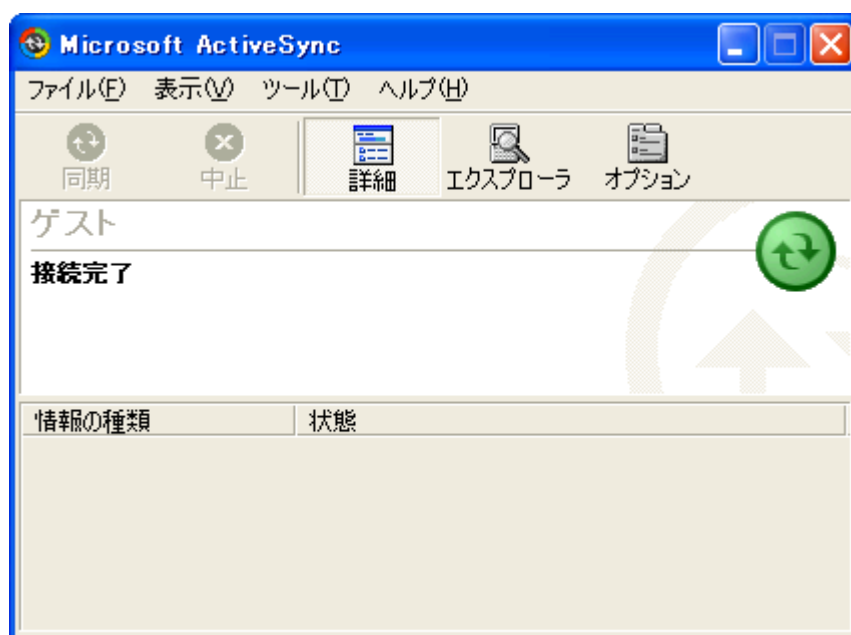 Microsoft ActiveSync
ファイル(F) 表示(V) ツール(T) ヘルプ(H)
同期 中止 詳細 エクスプローラ オプション
ゲスト
接続完了
情報の種類 状態